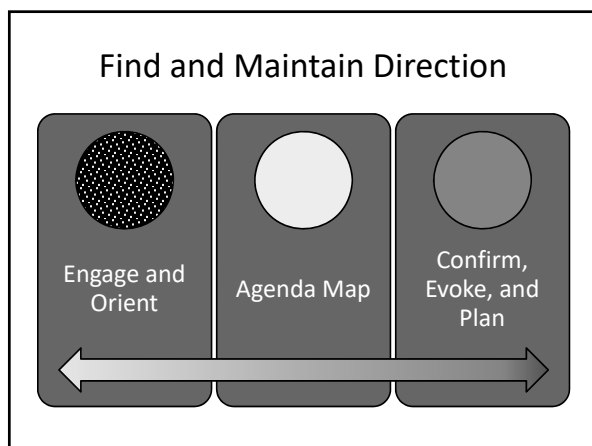 Find and Maintain Direction
Engage and
Orient
Agenda Map
Confirm,
Evoke, and
Plan